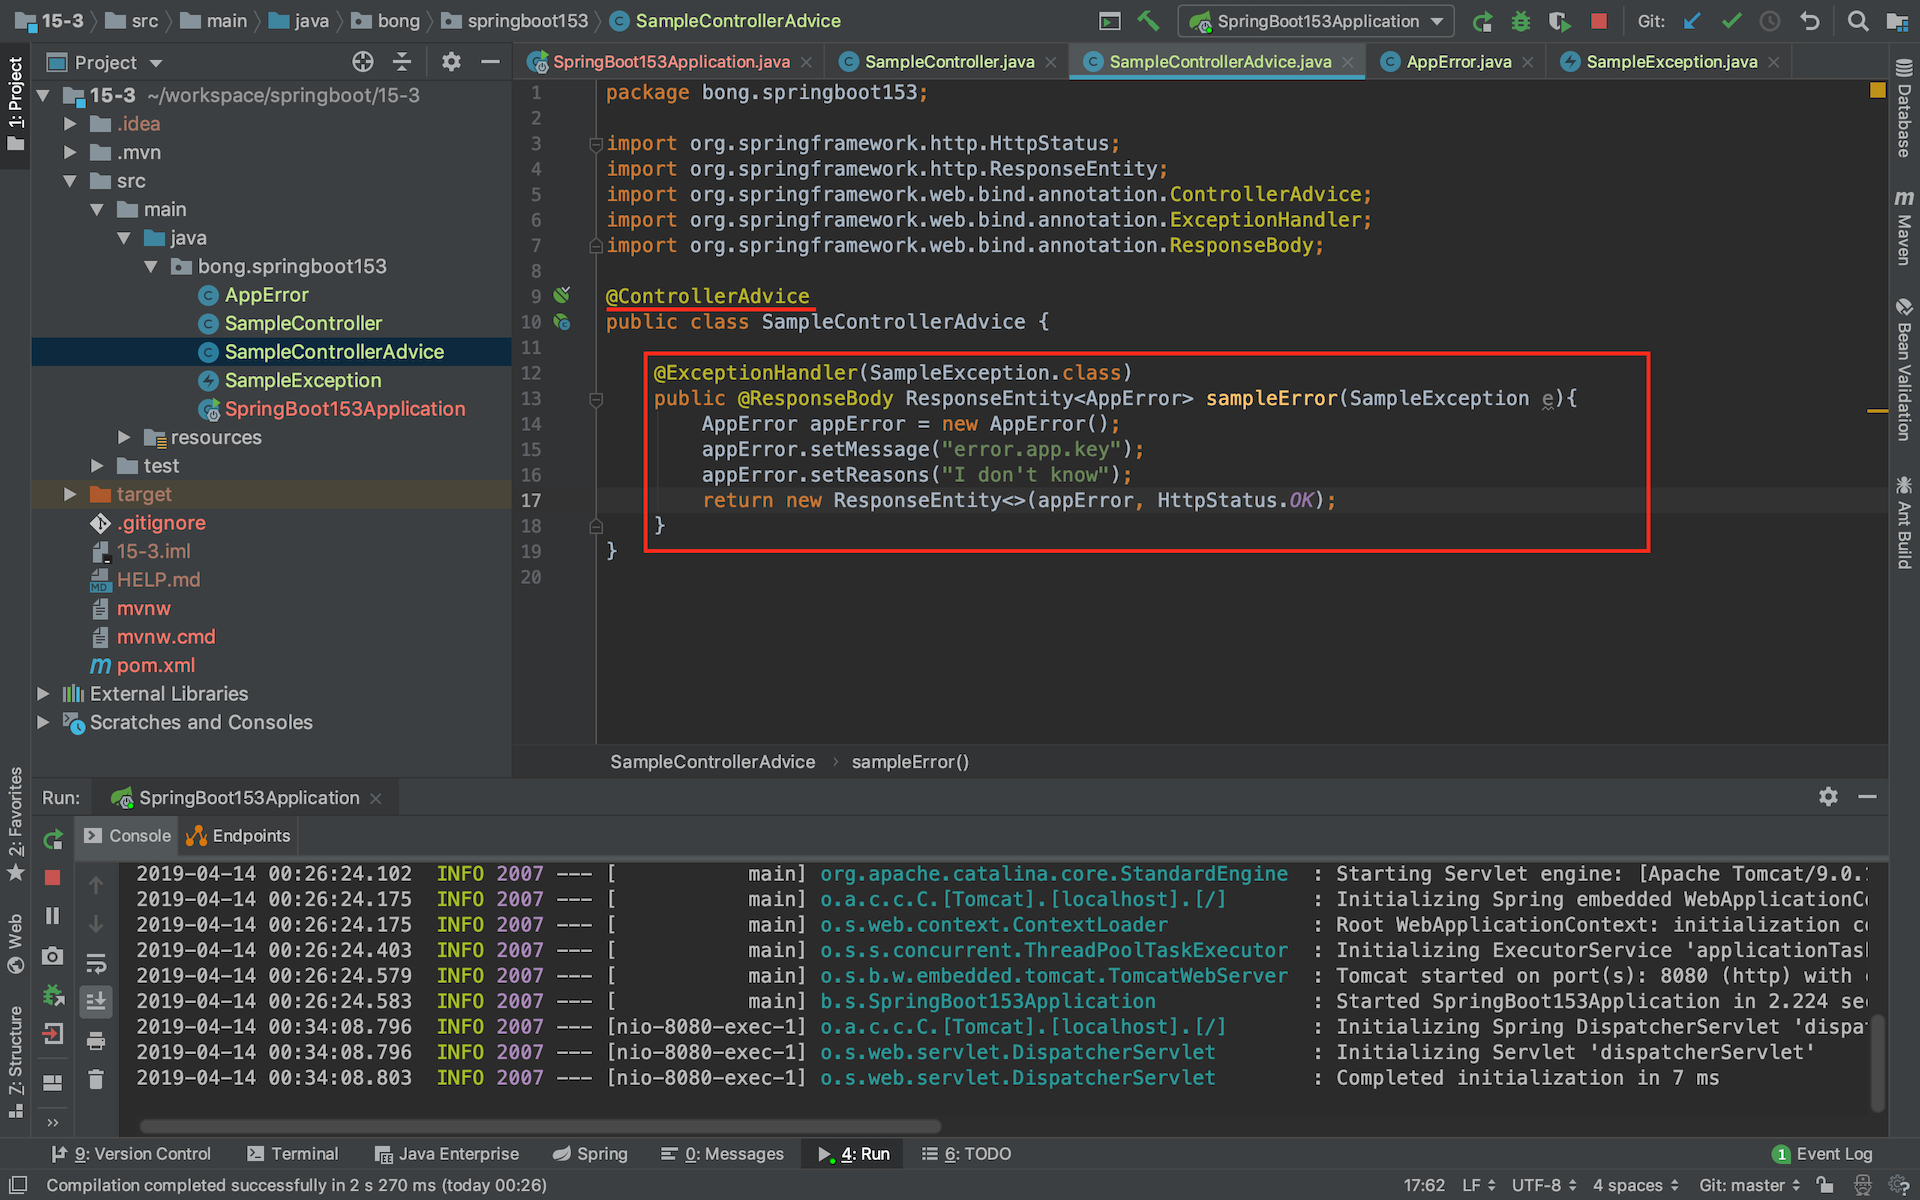 15-3 src main java bong springboot153 SampleControllerAdvice SpringBoot153Application Git:
Project
SpringBoot153Application.java SampleController.java SampleControllerAdvice.java AppError.java SampleException.java
1: Project
2: Favorites
Web
7: Structure
15-3 ~/workspace/springboot/15-3
.idea
.mvn
src
main
java
bong.springboot153
AppError
SampleController
SampleControllerAdvice
SampleException
SpringBoot153Application
resources
test
target
.gitignore
15-3.iml
HELP.md
mvnw
mvnw.cmd
pom.xml
External Libraries
Scratches and Consoles
1 package bong.springboot153;
2
3 import org.springframework.http.HttpStatus;
4 import org.springframework.http.ResponseEntity;
5 import org.springframework.web.bind.annotation.ControllerAdvice;
6 import org.springframework.web.bind.annotation.ExceptionHandler;
7 import org.springframework.web.bind.annotation.ResponseBody;
8
9 @ControllerAdvice
10 public class SampleControllerAdvice {
11
12 @ExceptionHandler(SampleException.class)
13 public @ResponseBody ResponseEntity<AppError> sampleError(SampleException e){
14 AppError appError = new AppError();
15 appError.setMessage("error.app.key");
16 appError.setReasons("I don't know");
17 return new ResponseEntity<>(appError, HttpStatus.OK);
18 }
19 }
20
SampleControllerAdvice › sampleError()
Database
Maven
Bean Validation
Ant Build
Run: SpringBoot153Application
Console Endpoints
2019-04-14 00:26:24.102 INFO 2007 --- [ main] org.apache.catalina.core.StandardEngine : Starting Servlet engine: [Apache Tomcat/9.0.
2019-04-14 00:26:24.175 INFO 2007 --- [ main] o.a.c.c.C.[Tomcat].[localhost].[/] : Initializing Spring embedded WebApplicationC
2019-04-14 00:26:24.175 INFO 2007 --- [ main] o.s.web.context.ContextLoader : Root WebApplicationContext: initialization c
2019-04-14 00:26:24.403 INFO 2007 --- [ main] o.s.s.concurrent.ThreadPoolTaskExecutor : Initializing ExecutorService 'applicationTas
2019-04-14 00:26:24.579 INFO 2007 --- [ main] o.s.b.w.embedded.tomcat.TomcatWebServer : Tomcat started on port(s): 8080 (http) with
2019-04-14 00:26:24.583 INFO 2007 --- [ main] b.s.SpringBoot153Application : Started SpringBoot153Application in 2.224 se
2019-04-14 00:34:08.796 INFO 2007 --- [nio-8080-exec-1] o.a.c.c.C.[Tomcat].[localhost].[/] : Initializing Spring DispatcherServlet 'dispa
2019-04-14 00:34:08.796 INFO 2007 --- [nio-8080-exec-1] o.s.web.servlet.DispatcherServlet : Initializing Servlet 'dispatcherServlet'
2019-04-14 00:34:08.803 INFO 2007 --- [nio-8080-exec-1] o.s.web.servlet.DispatcherServlet : Completed initialization in 7 ms
9: Version Control Terminal Java Enterprise Spring 0: Messages 4: Run 6: TODO 1 Event Log
Compilation completed successfully in 2 s 270 ms (today 00:26) 17:62 LF UTF-8 4 spaces Git: master